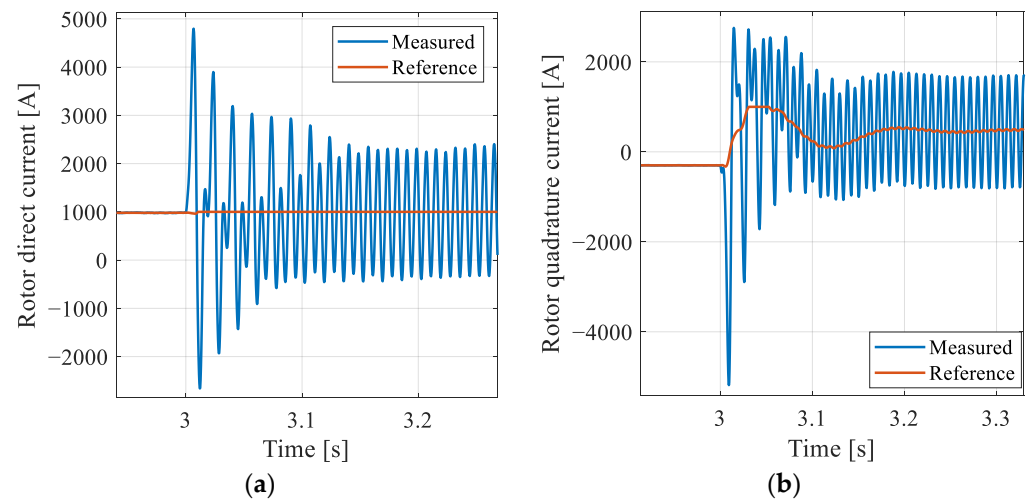 5000
4000
3000
2000
1000
0
−1000
−2000
Rotor direct current [A]
Measured
Reference
3
3.1
3.2
Time [s]
(a)
2000
0
−2000
−4000
Rotor quadrature current [A]
Measured
Reference
3
3.1
3.2
3.3
Time [s]
(b)